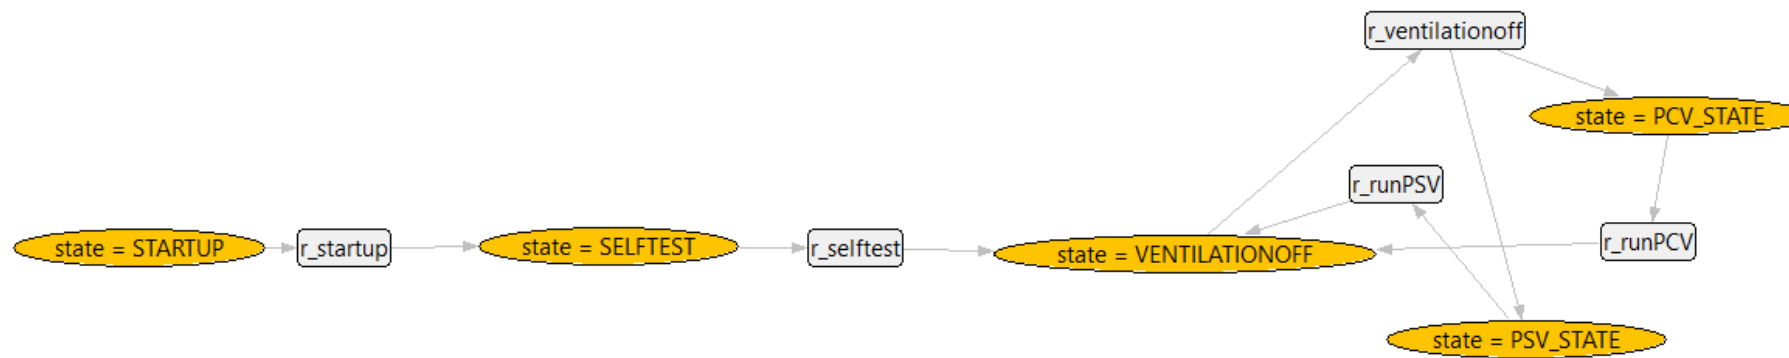 r_ventilationoff
state = PCV_STATE
r_runPSV
state = STARTUP
r_startup
state = SELFTEST
r_selftest
state = VENTILATIONOFF
r_runPCV
state = PSV_STATE